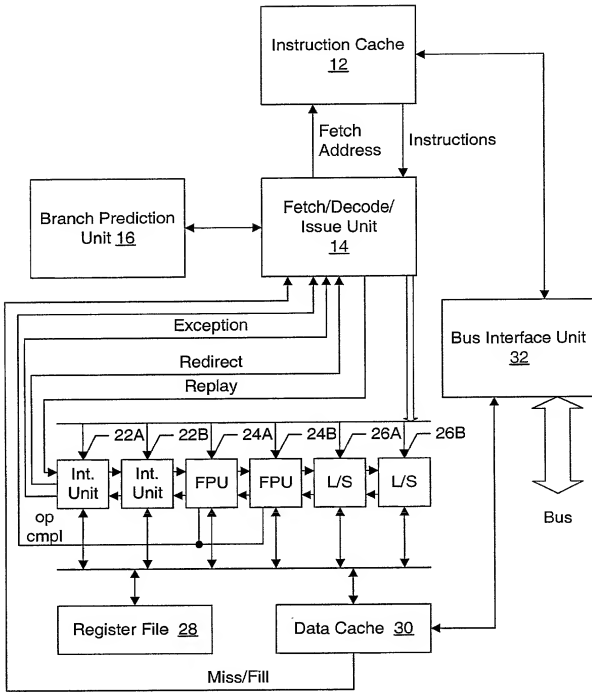 Instruction Cache
12
Fetch
Address
Instructions
Branch Prediction
Unit 16
Fetch/Decode/
Issue Unit
14
Exception
Redirect
Replay
Bus Interface Unit
32
22A
22B
24A
24B
26A
26B
Int.
Unit
Int.
Unit
FPU
FPU
L/S
L/S
op
cmpl
Bus
Register File 28
Data Cache 30
Miss/Fill